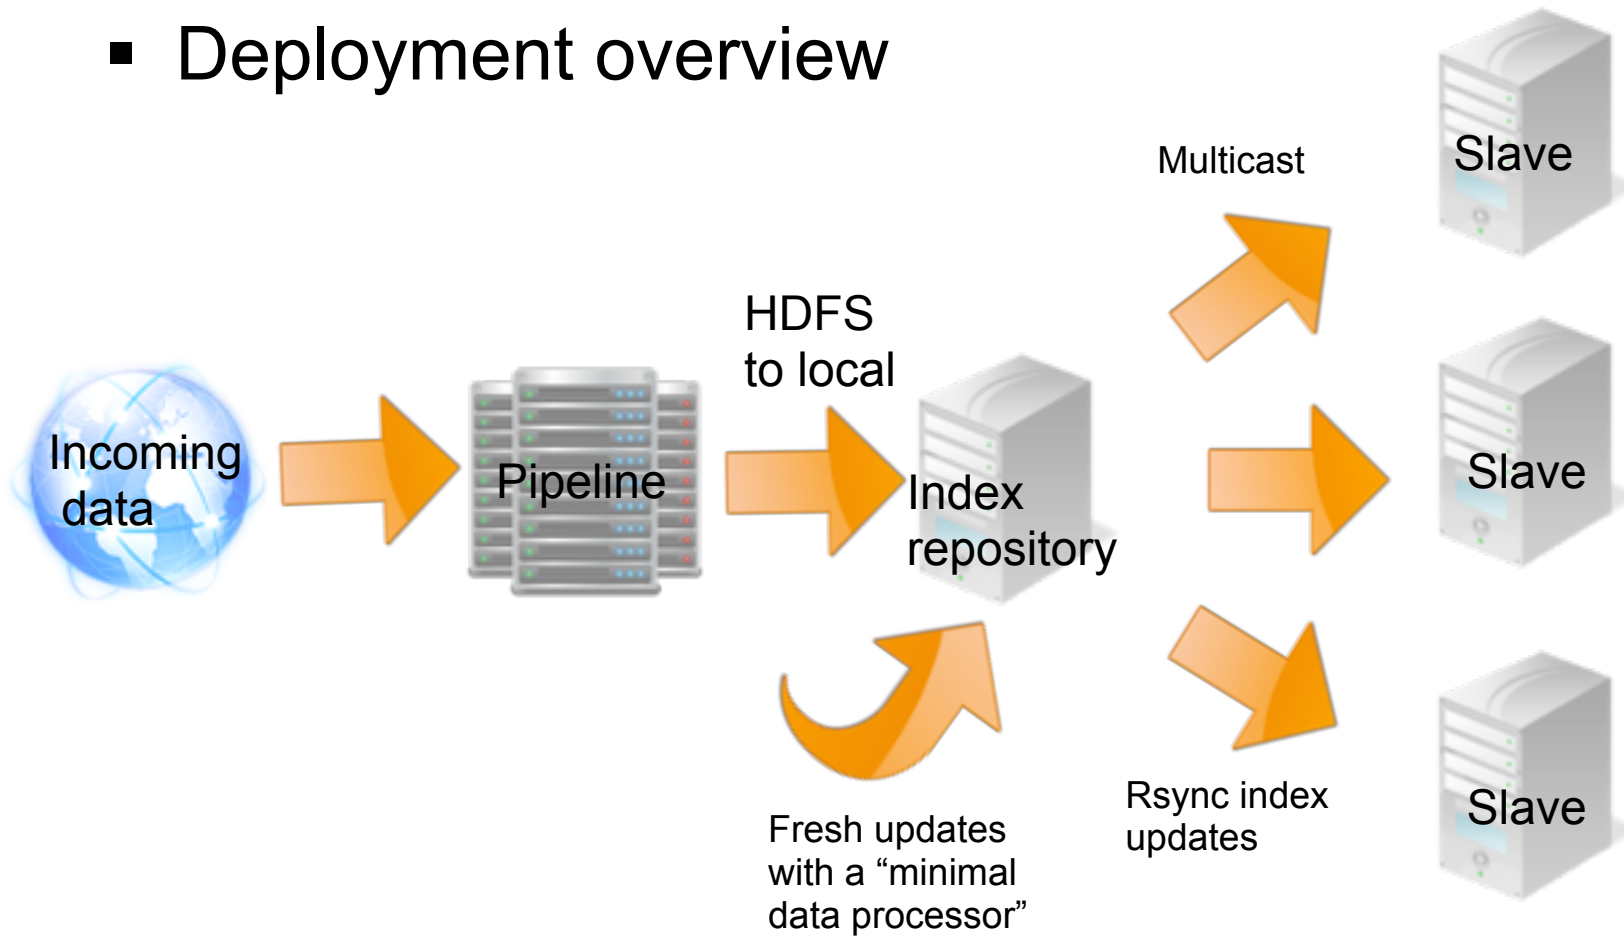 ▪ Deployment overview
Multicast
Slave
HDFS
to local
Incoming
data
Pipeline
Index
repository
Slave
Fresh updates
with a “minimal
data processor”
Rsync index
updates
Slave